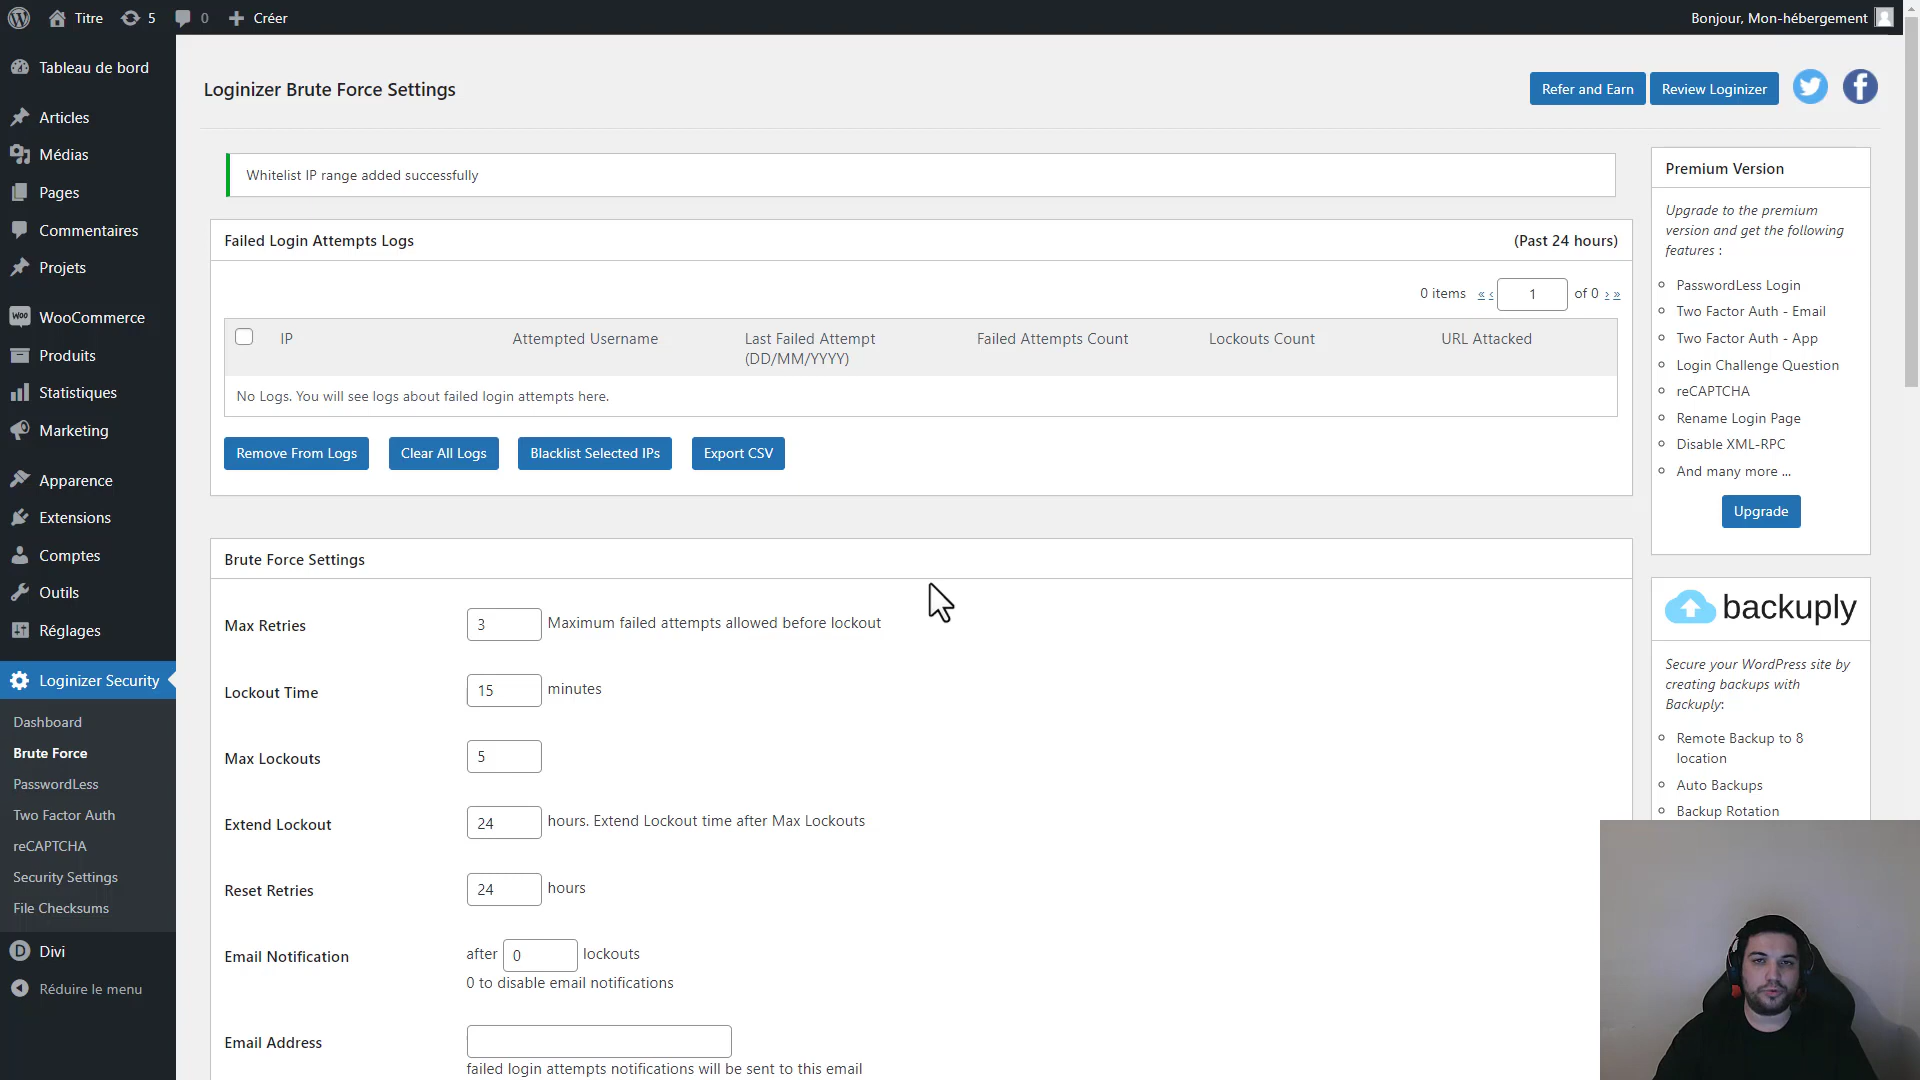 Titre
5
0
Créer
Bonjour, Mon-hébergement
Tableau de bord
Articles
Médias
Pages
Commentaires
Projets
WooCommerce
Produits
Statistiques
Marketing
Apparence
Extensions
Comptes
Outils
Réglages
Loginizer Security
Dashboard
Brute Force
PasswordLess
Two Factor Auth
reCAPTCHA
Security Settings
File Checksums
Divi
Réduire le menu
Loginizer Brute Force Settings
Refer and Earn
Review Loginizer
Whitelist IP range added successfully
Failed Login Attempts Logs
(Past 24 hours)
0 items « ‹ 1 of 0 › »
IP
Attempted Username
Last Failed Attempt
(DD/MM/YYYY)
Failed Attempts Count
Lockouts Count
URL Attacked
No Logs. You will see logs about failed login attempts here.
Remove From Logs
Clear All Logs
Blacklist Selected IPs
Export CSV
Brute Force Settings
Max Retries
3
Maximum failed attempts allowed before lockout
Lockout Time
15
minutes
Max Lockouts
5
Extend Lockout
24
hours. Extend Lockout time after Max Lockouts
Reset Retries
24
hours
Email Notification
after 0 lockouts
0 to disable email notifications
Email Address
failed login attempts notifications will be sent to this email
Premium Version
Upgrade to the premium
version and get the following
features :
PasswordLess Login
Two Factor Auth - Email
Two Factor Auth - App
Login Challenge Question
reCAPTCHA
Rename Login Page
Disable XML-RPC
And many more ...
Upgrade
backuply
Secure your WordPress site by
creating backups with
Backuply:
Remote Backup to 8
location
Auto Backups
Backup Rotation